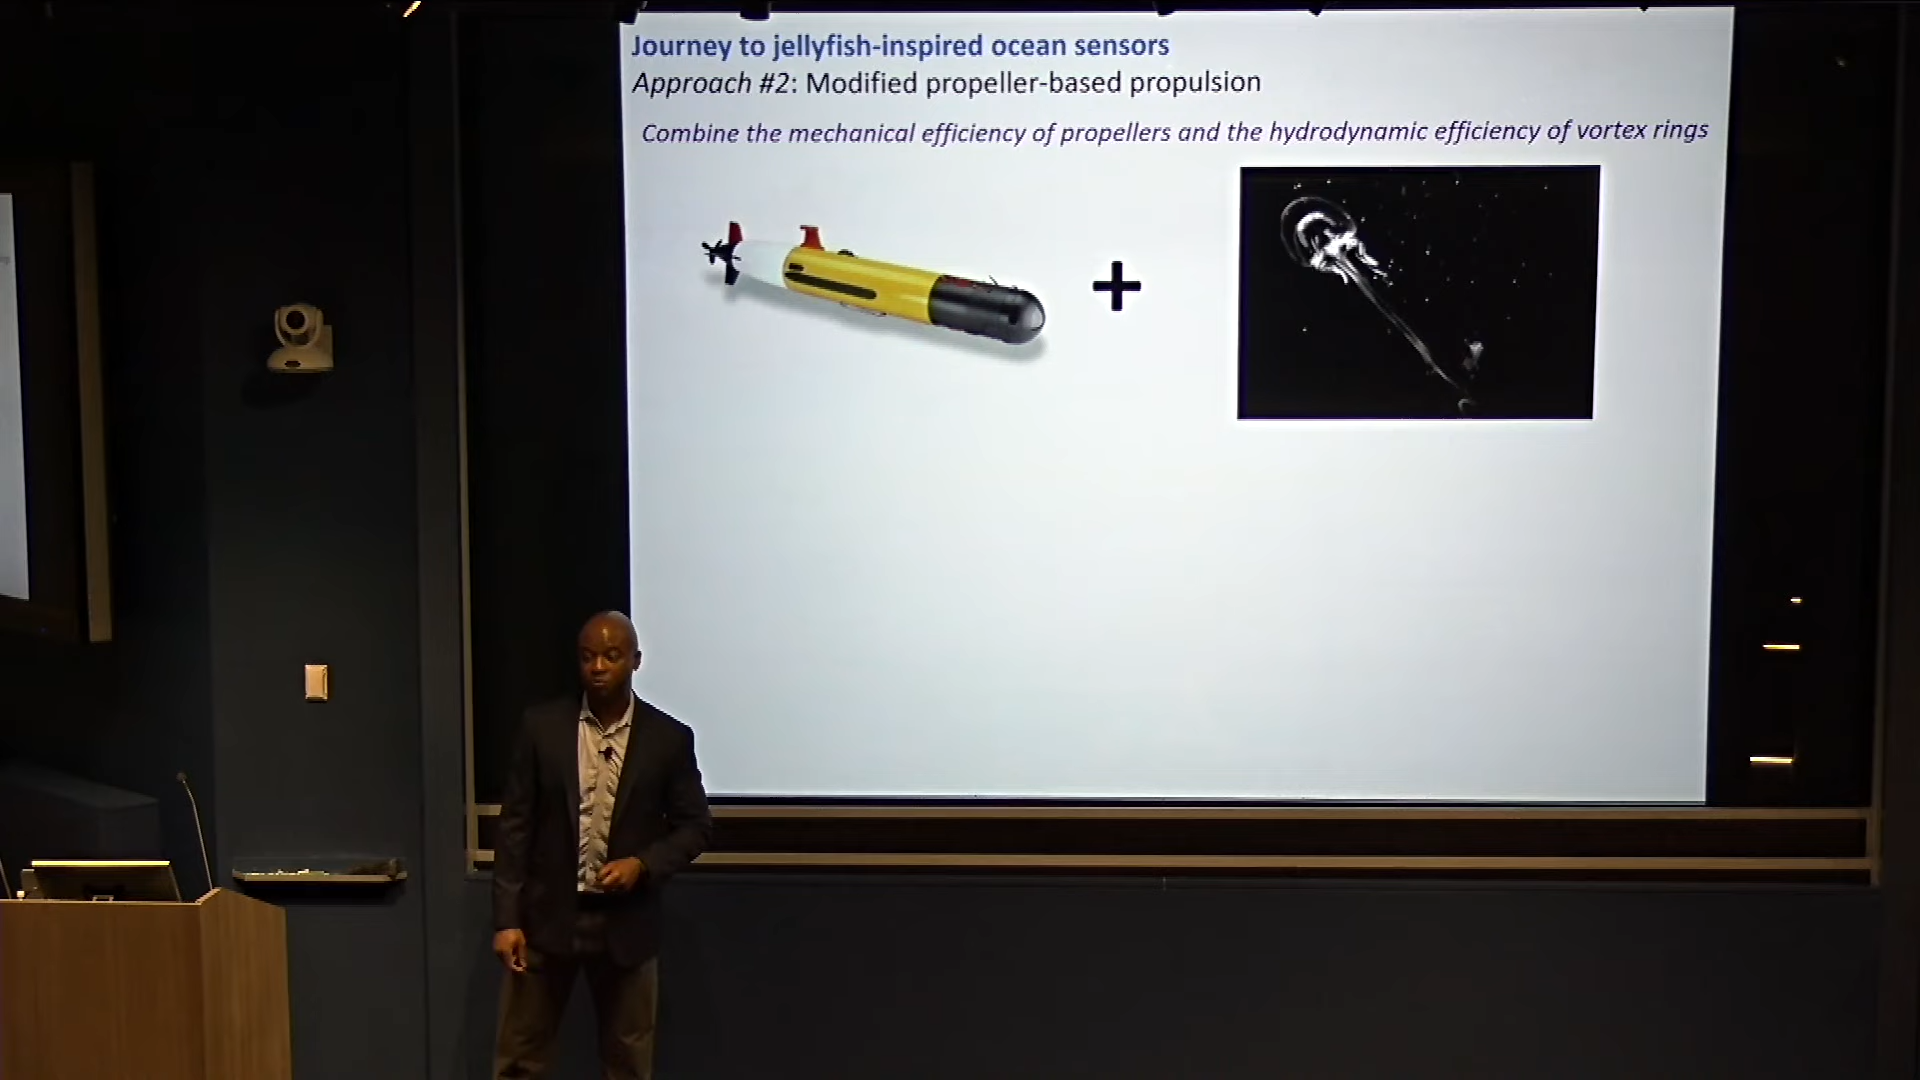 Journey to jellyfish-inspired ocean sensors
Approach #2: Modified propeller-based propulsion
Combine the mechanical efficiency of propellers and the hydrodynamic efficiency of vortex rings